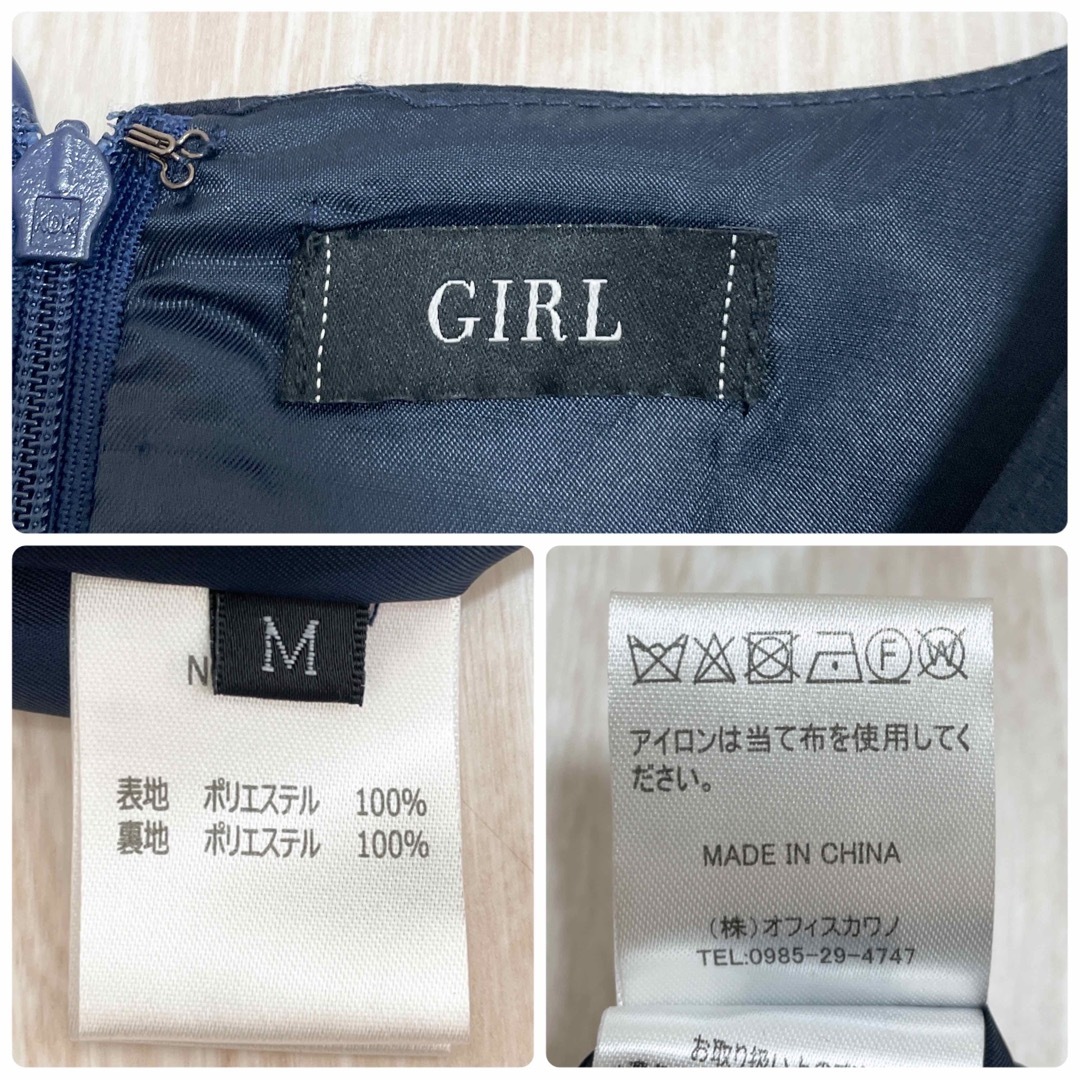 GIRL
M
N
表地 ポリエステル 100%
裏地 ポリエステル 100%
F W
アイロンは当て布を使用してく
ださい。
MADE IN CHINA
(株)オフィスカワノ
TEL:0985-29-4747